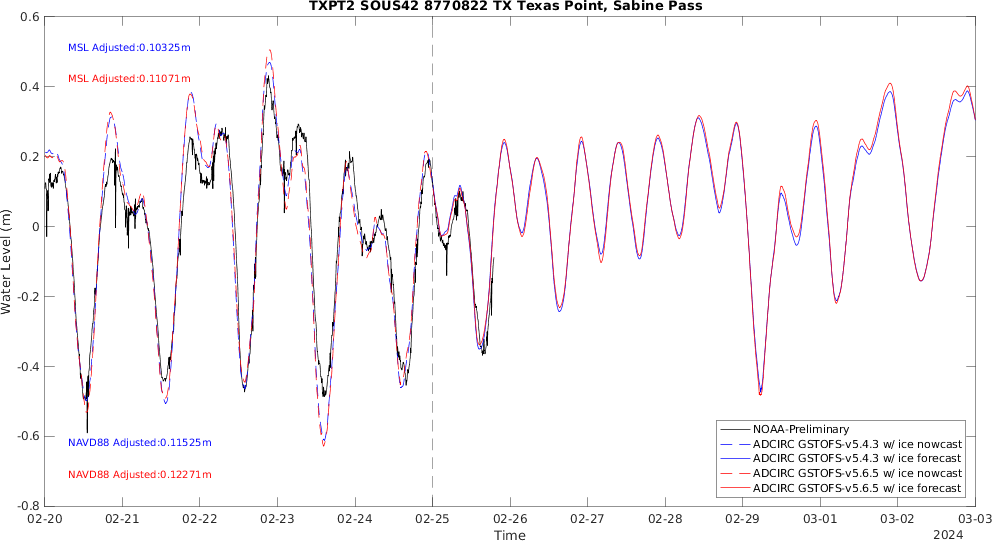 TXPT2 SOUS42 8770822 TX Texas Point, Sabine Pass
0.6
0.4
0.2
0
-0.2
-0.4
-0.6
-0.8
Water Level (m)
MSL Adjusted:0.10325m
MSL Adjusted:0.11071m
NAVD88 Adjusted:0.11525m
NAVD88 Adjusted:0.12271m
NOAA-Preliminary
ADCIRC GSTOFS-v5.4.3 w/ ice nowcast
ADCIRC GSTOFS-v5.4.3 w/ ice forecast
ADCIRC GSTOFS-v5.6.5 w/ ice nowcast
ADCIRC GSTOFS-v5.6.5 w/ ice forecast
02-20 02-21 02-22 02-23 02-24 02-25 02-26 02-27 02-28 02-29 03-01 03-02 03-03
Time
2024